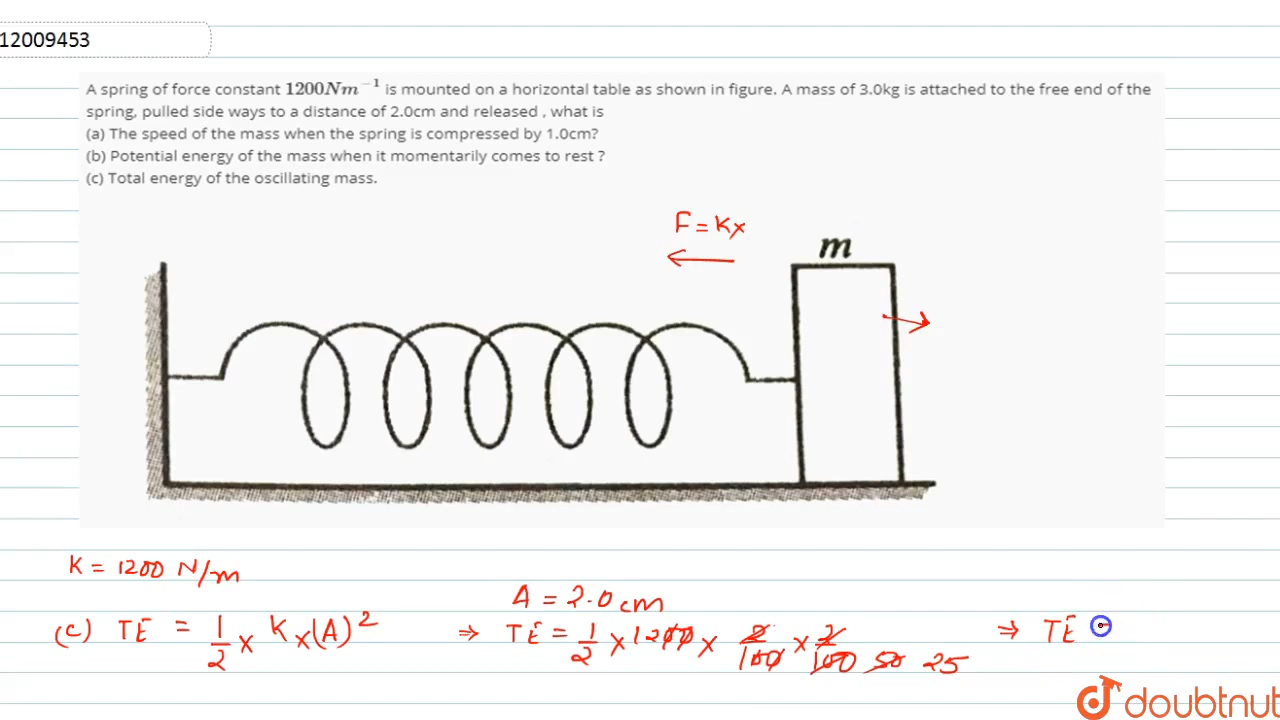 12009453
A spring of force constant 1200Nm⁻¹ is mounted on a horizontal table as shown in figure. A mass of 3.0kg is attached to the free end of the
spring, pulled side ways to a distance of 2.0cm and released , what is
(a) The speed of the mass when the spring is compressed by 1.0cm?
(b) Potential energy of the mass when it momentarily comes to rest ?
(c) Total energy of the oscillating mass.
F = Kx
m
K = 1200 N/m
A = 2.0 cm
(c) TE = 1/2 × K × (A)² ⇒ TE = 1/2 × 1200 × 2/100 × 2/100 50 25 ⇒ TE
doubtnut